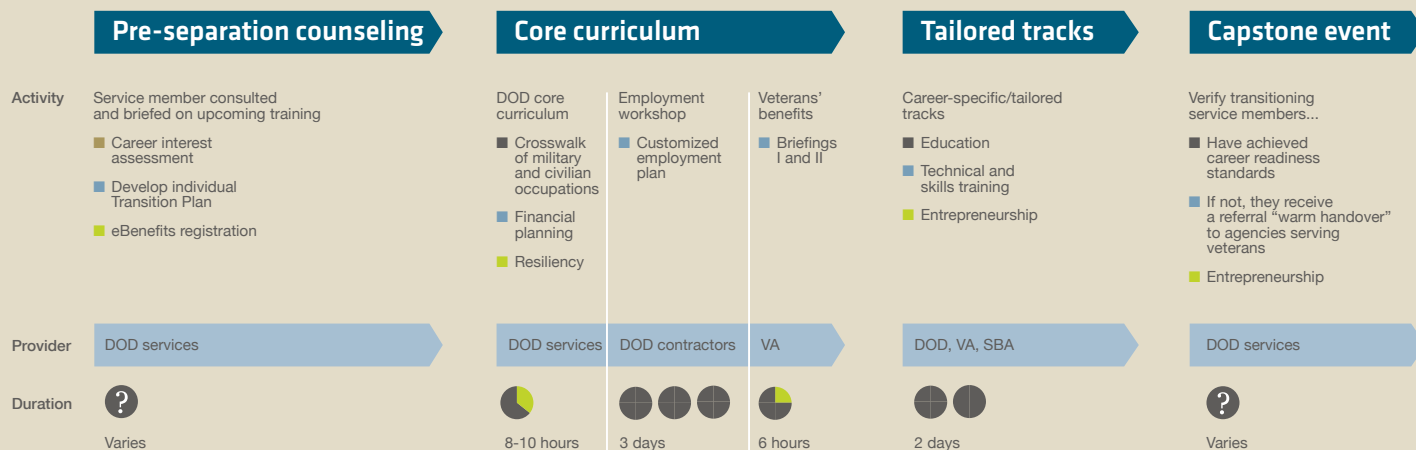 Pre-separation counseling
Core curriculum
Tailored tracks
Capstone event
Activity
Service member consulted
and briefed on upcoming training
Career interest
assessment
Develop individual
Transition Plan
eBenefits registration
DOD core
curriculum
Crosswalk
of military
and civilian
occupations
Financial
planning
Resiliency
Employment
workshop
Customized
employment
plan
Veterans'
benefits
Briefings
I and II
Career-specific/tailored
tracks
Education
Technical and
skills training
Entrepreneurship
Verify transitioning
service members...
Have achieved
career readiness
standards
If not, they receive
a referral “warm handover”
to agencies serving
veterans
Entrepreneurship
Provider
DOD services
DOD services
DOD contractors
VA
DOD, VA, SBA
DOD services
Duration
?
?
Varies
8-10 hours
3 days
6 hours
2 days
Varies